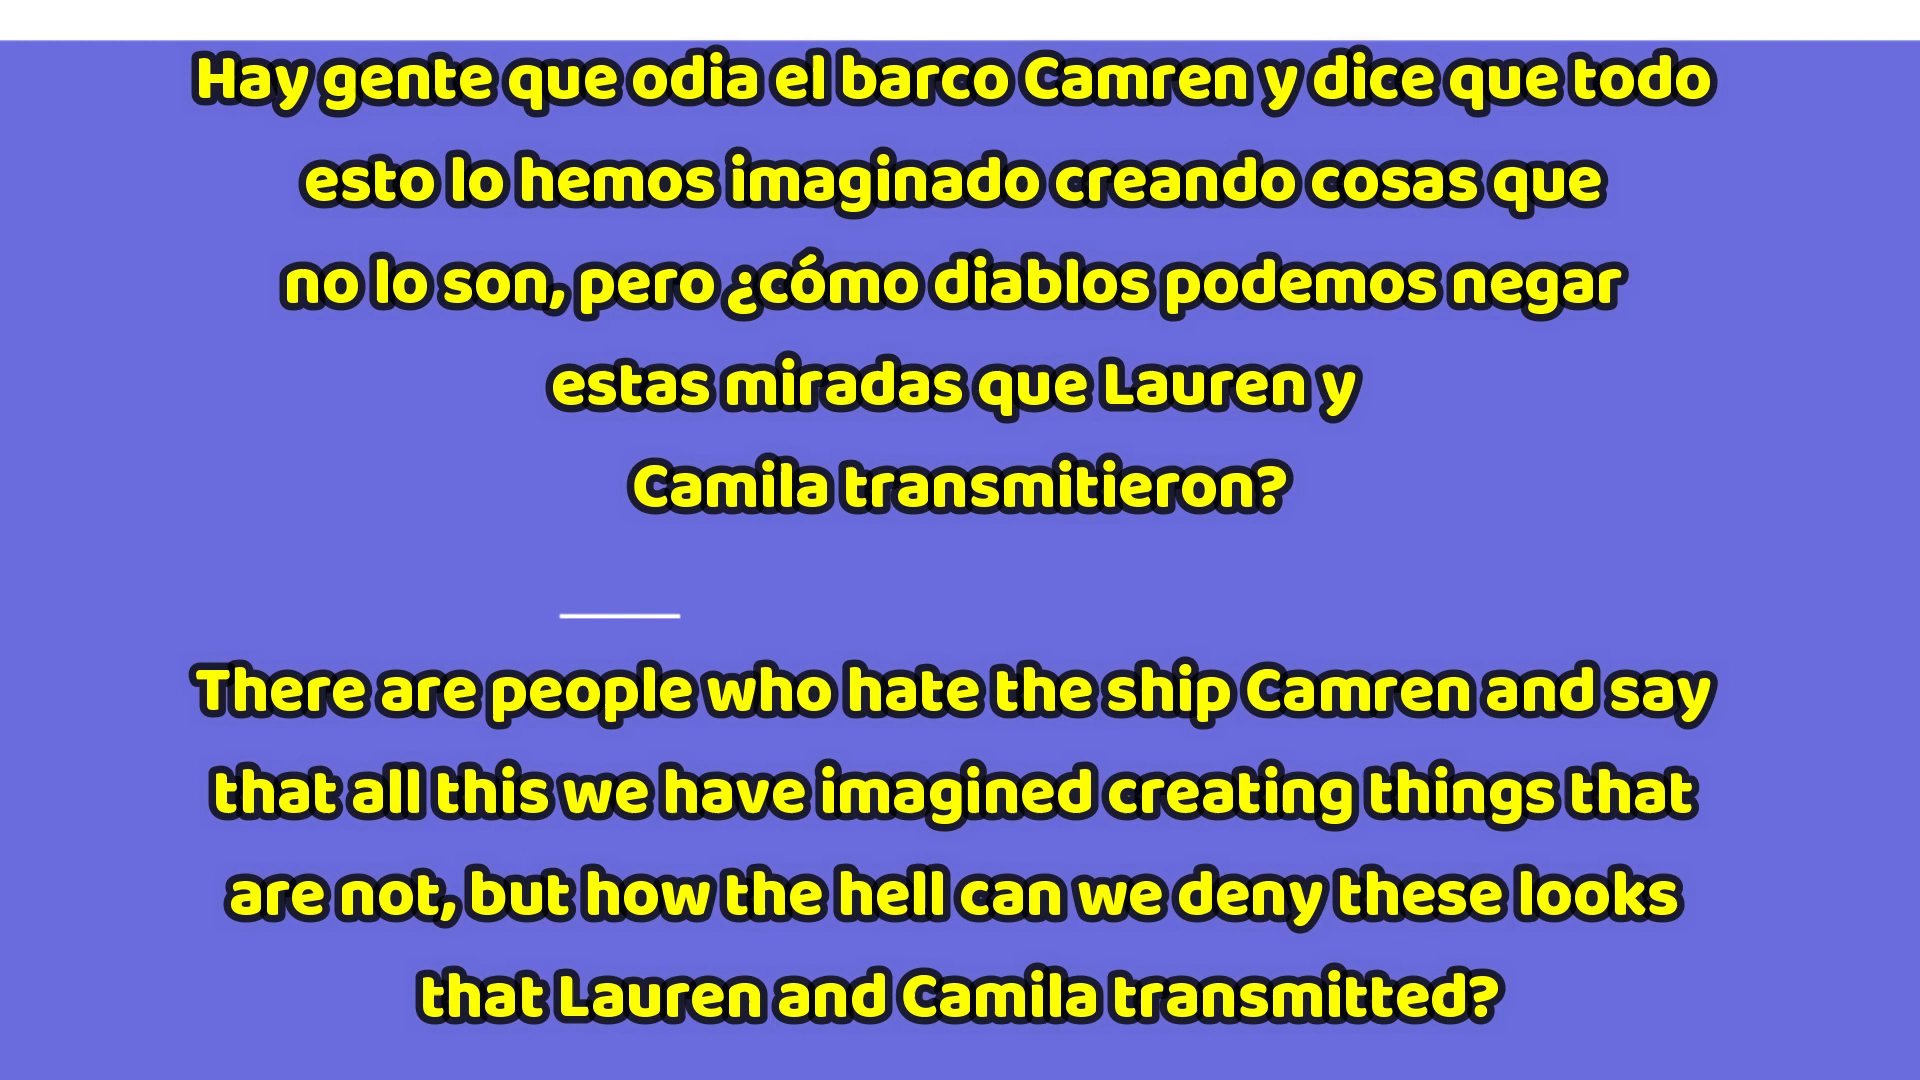 Hay gente que odia el barco Camren y dice que todo
esto lo hemos imaginado creando cosas que
no lo son, pero ¿cómo diablos podemos negar
estas miradas que Lauren y
Camila transmitieron?
There are people who hate the ship Camren and say
that all this we have imagined creating things that
are not, but how the hell can we deny these looks
that Lauren and Camila transmitted?